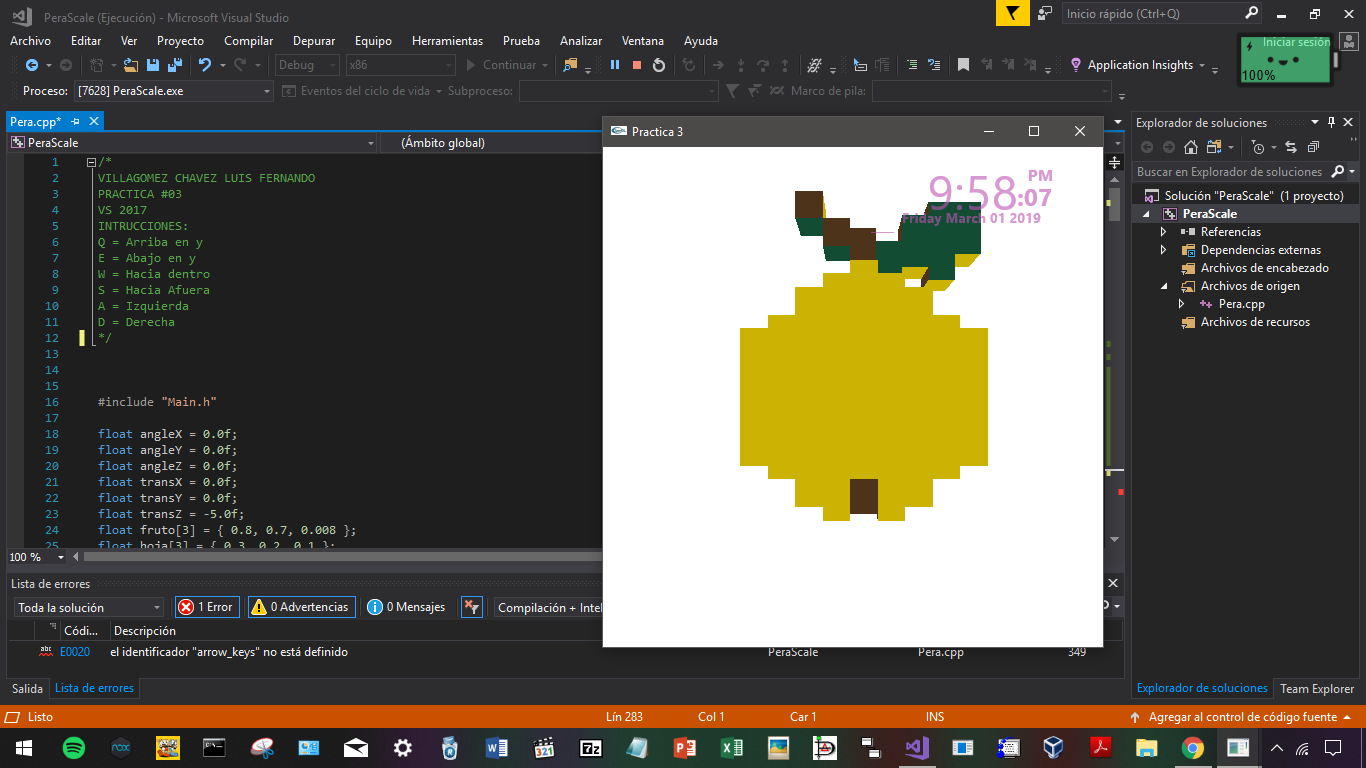 PeraScale (Ejecución) - Microsoft Visual Studio
Inicio rápido (Ctrl+Q)
Archivo Editar Ver Proyecto Compilar Depurar Equipo Herramientas Prueba Analizar Ventana Ayuda
Iniciar sesión
100%
Debug x86 Continuar Application Insights
Proceso: [7628] PeraScale.exe Eventos del ciclo de vida Subproceso: Marco de pila:
Pera.cpp*
PeraScale (Ámbito global)
1 /*
2 VILLAGOMEZ CHAVEZ LUIS FERNANDO
3 PRACTICA #03
4 VS 2017
5 INTRUCCIONES:
6 Q = Arriba en y
7 E = Abajo en y
8 W = Hacia dentro
9 S = Hacia Afuera
10 A = Izquierda
11 D = Derecha
12 */
13
14
15
16 #include "Main.h"
17
18 float angleX = 0.0f;
19 float angleY = 0.0f;
20 float angleZ = 0.0f;
21 float transX = 0.0f;
22 float transY = 0.0f;
23 float transZ = -5.0f;
24 float fruto[3] = { 0.8, 0.7, 0.008 };
25 float hoja[3] = { 0.3, 0.2, 0.1 };
100 %
Practica 3
9:58:07 PM
Friday March 01 2019
Explorador de soluciones
Buscar en Explorador de soluciones
Solución "PeraScale" (1 proyecto)
PeraScale
Referencias
Dependencias externas
Archivos de encabezado
Archivos de origen
Pera.cpp
Archivos de recursos
Lista de errores
Toda la solución 1 Error 0 Advertencias 0 Mensajes Compilación + Intel
Códi... Descripción
abc E0020 el identificador "arrow_keys" no está definido PeraScale Pera.cpp 349
Salida Lista de errores
Explorador de soluciones Team Explorer
Listo Lín 283 Col 1 Car 1 INS Agregar al control de código fuente
nox 321 7z